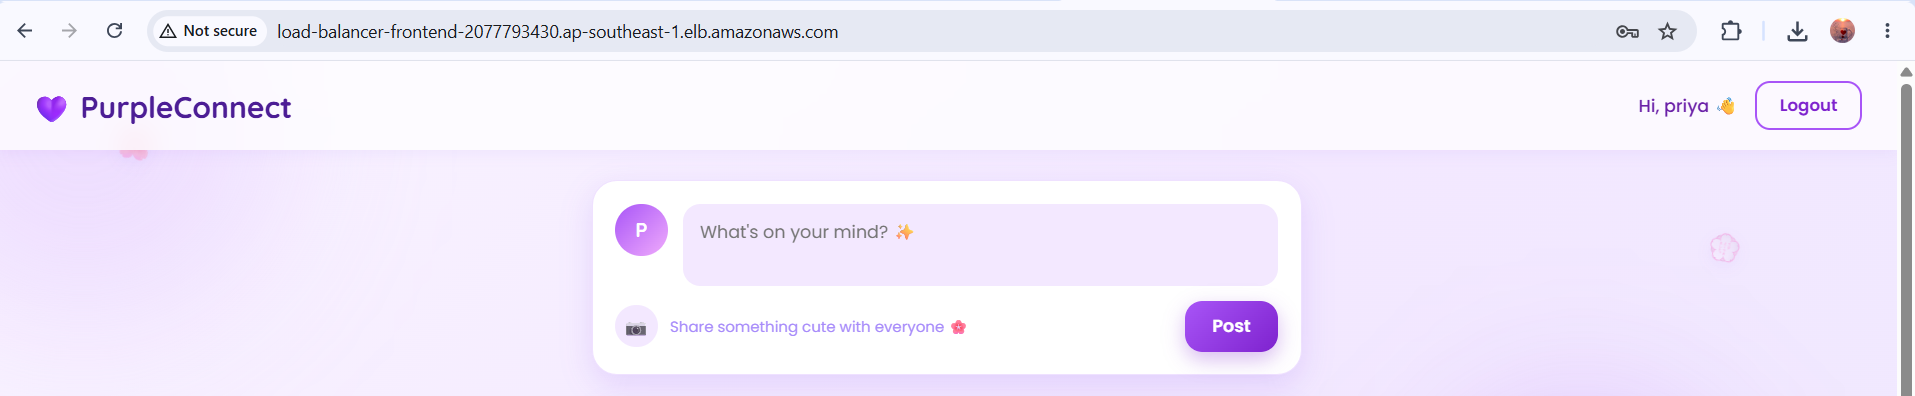 Not secure load-balancer-frontend-2077793430.ap-southeast-1.elb.amazonaws.com
PurpleConnect
Hi, priya 👋
Logout
P
What's on your mind? ✨
Share something cute with everyone 🌸
Post